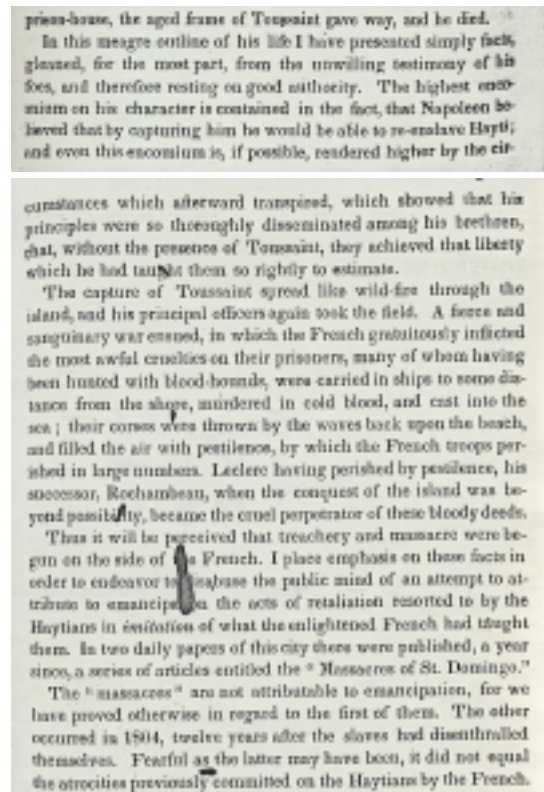 prison-house, the aged frame of Toussaint gave way, and he died.
In this meagre outline of his life I have presented simply facts,
gleaned, for the most part, from the unwilling testimony of his
foes, and therefore resting on good authority. The highest enco-
mium on his character is contained in the fact, that Napoleon be-
lieved that by capturing him he would be able to re-enslave Hayti;
and even this encomium is, if possible, rendered higher by the cir-
cumstances which afterward transpired, which showed that his
principles were so thoroughly disseminated among his brethren,
that, without the presence of Toussaint, they achieved that liberty
which he had taught them so rightly to estimate.
The capture of Toussaint spread like wild-fire through the
island, and his principal officers again took the field. A fierce and
sanguinary war ensued, in which the French gratuitously inflicted
the most awful cruelties on their prisoners, many of whom having
been hunted with blood-hounds, were carried in ships to some dis-
tance from the shore, murdered in cold blood, and cast into the
sea; their corses were thrown by the waves back upon the beach,
and filled the air with pestilence, by which the French troops per-
ished in large numbers. Leclerc having perished by pestilence, his
successor, Rochambeau, when the conquest of the island was be-
yond possibility, became the cruel perpetrator of these bloody deeds.
Thus it will be perceived that treachery and massacre were be-
gun on the side of the French. I place emphasis on these facts in
order to endeavor to disabuse the public mind of an attempt to at-
tribute to emancipation the acts of retaliation resorted to by the
Haytians in imitation of what the enlightened French had taught
them. In two daily papers of this city there were published, a year
since, a series of articles entitled the "Massacres of St. Domingo."
The "massacres" are not attributable to emancipation, for we
have proved otherwise in regard to the first of them. The other
occurred in 1804, twelve years after the slaves had disenthralled
themselves. Fearful as the latter may have been, it did not equal
the atrocities previously committed on the Haytians by the French.